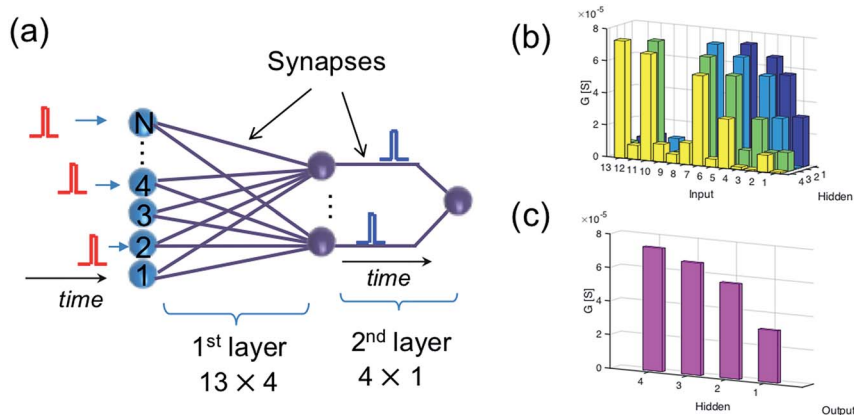 (a)
Synapses
N
4
3
2
1
time
time
1st layer
13 × 4
2nd layer
4 × 1
(b)
×10-5
8
6
4
2
0
G [S]
13 12 11 10 9 8 7 6 5 4 3 2 1
Input
4 3 2 1
Hidden
(c)
×10-5
8
6
4
2
0
G [S]
4 3 2 1
Hidden
Output